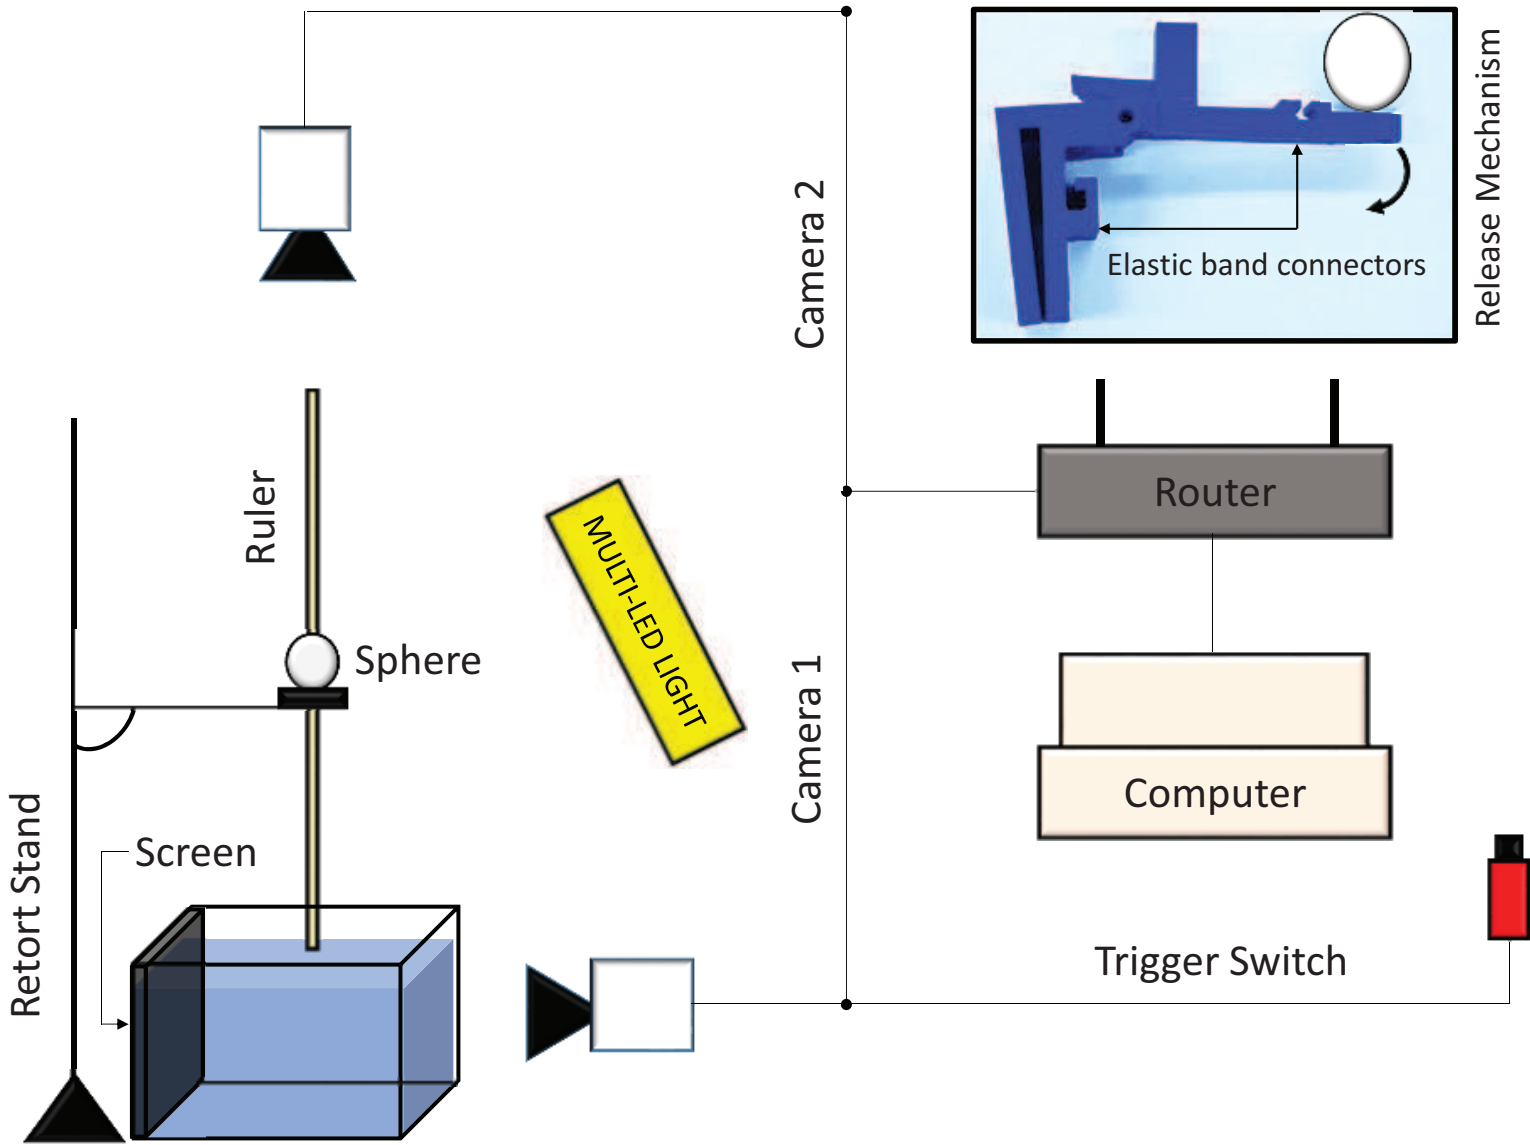 Camera 2
Release Mechanism
Elastic band connectors
Ruler
Router
MULTI-LED LIGHT
Sphere
Camera 1
Computer
Retort Stand
Screen
Trigger Switch